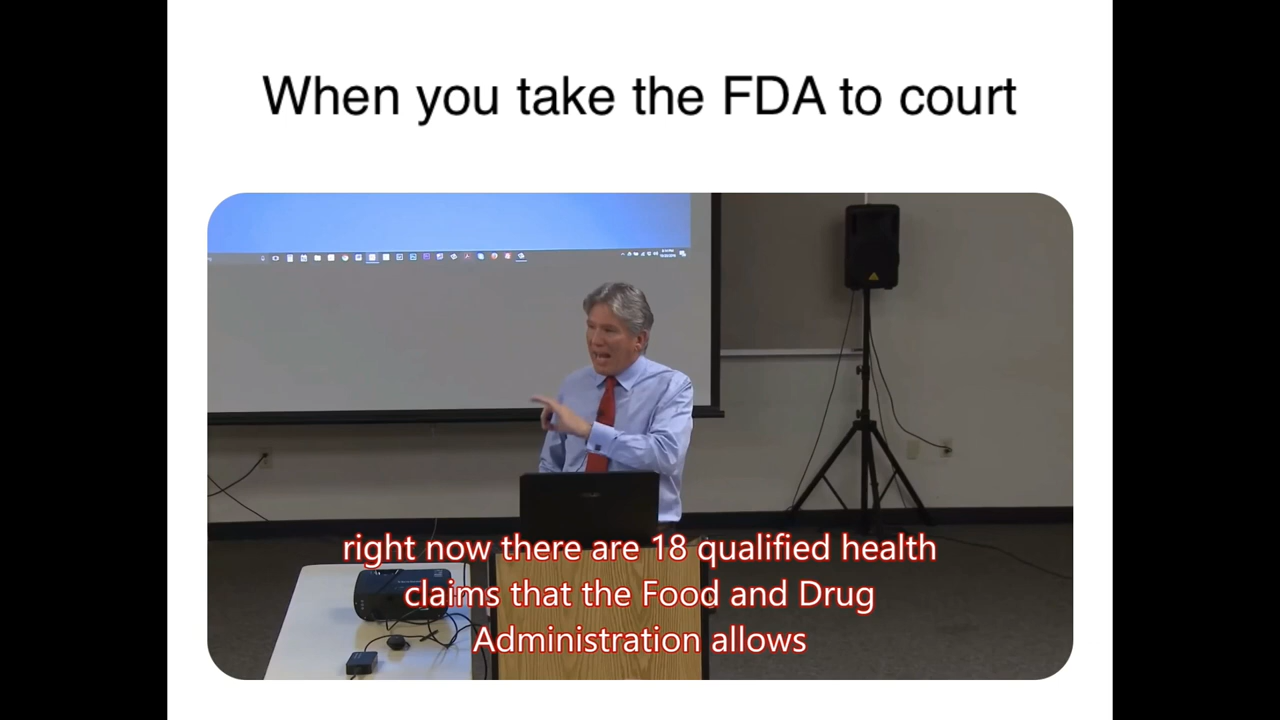 When you take the FDA to court
right now there are 18 qualified health
claims that the Food and Drug
Administration allows